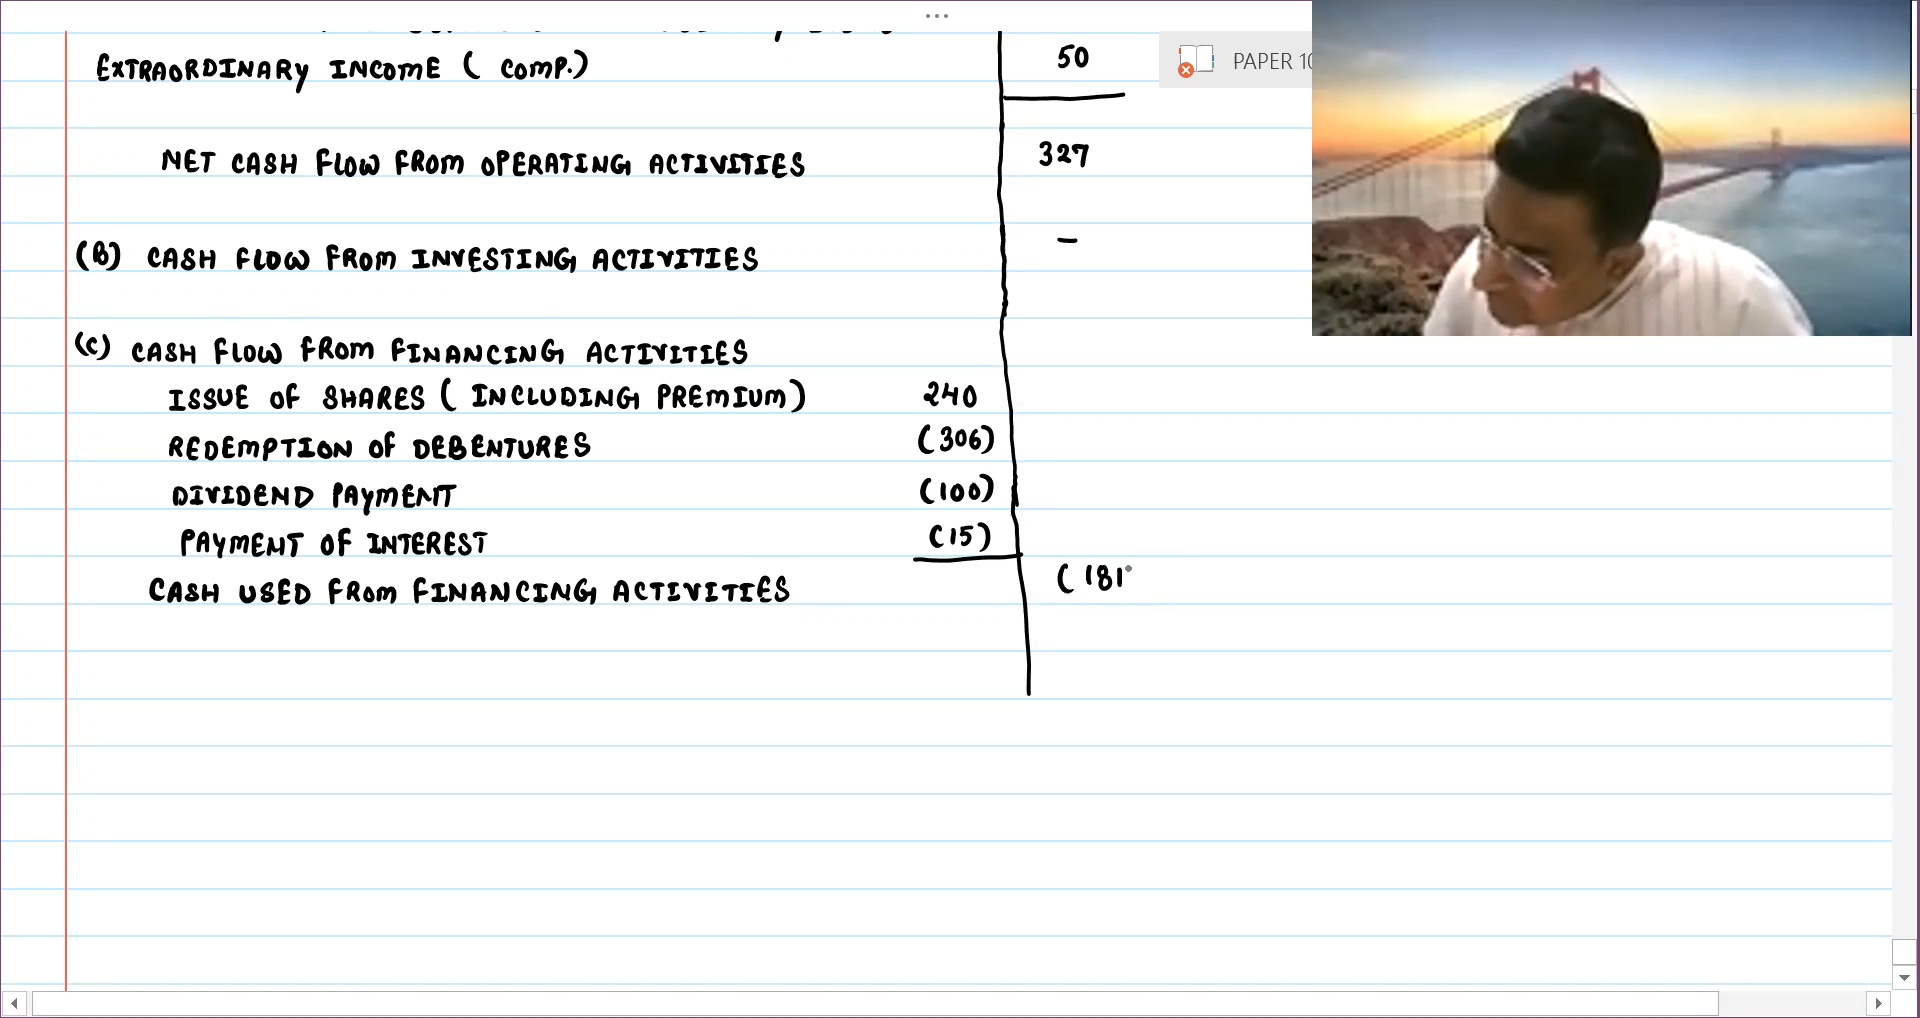 EXTRAORDINARY INCOME ( COMP.) 50
PAPER 10
NET CASH FLOW FROM OPERATING ACTIVITIES 327
(B) CASH FLOW FROM INVESTING ACTIVITIES –
(C) CASH FLOW FROM FINANCING ACTIVITIES
ISSUE OF SHARES ( INCLUDING PREMIUM) 240
REDEMPTION OF DEBENTURES (306)
DIVIDEND PAYMENT (100)
PAYMENT OF INTEREST (15)
CASH USED FROM FINANCING ACTIVITIES (181